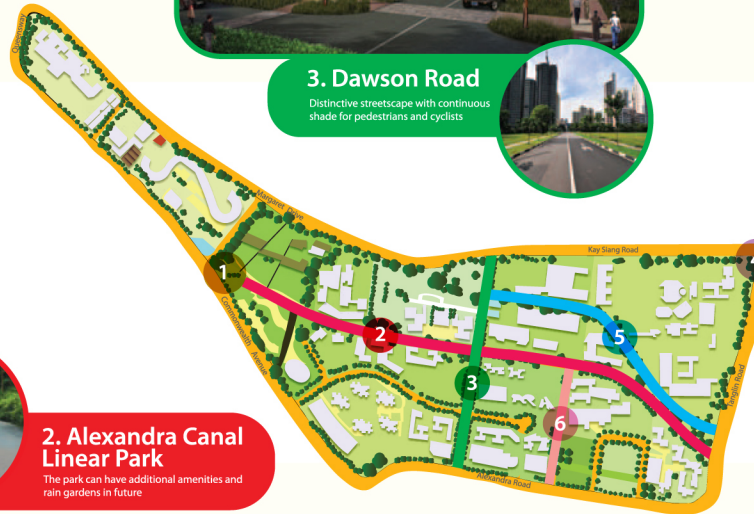 3. Dawson Road
Distinctive streetscape with continuous
shade for pedestrians and cyclists
Queensway
Margaret Drive
Kay Siang Road
4
1
Commonwealth Avenue
2
5
3
Tanglin Road
6
Alexandra Road
2. Alexandra Canal
Linear Park
The park can have additional amenities and
rain gardens in future